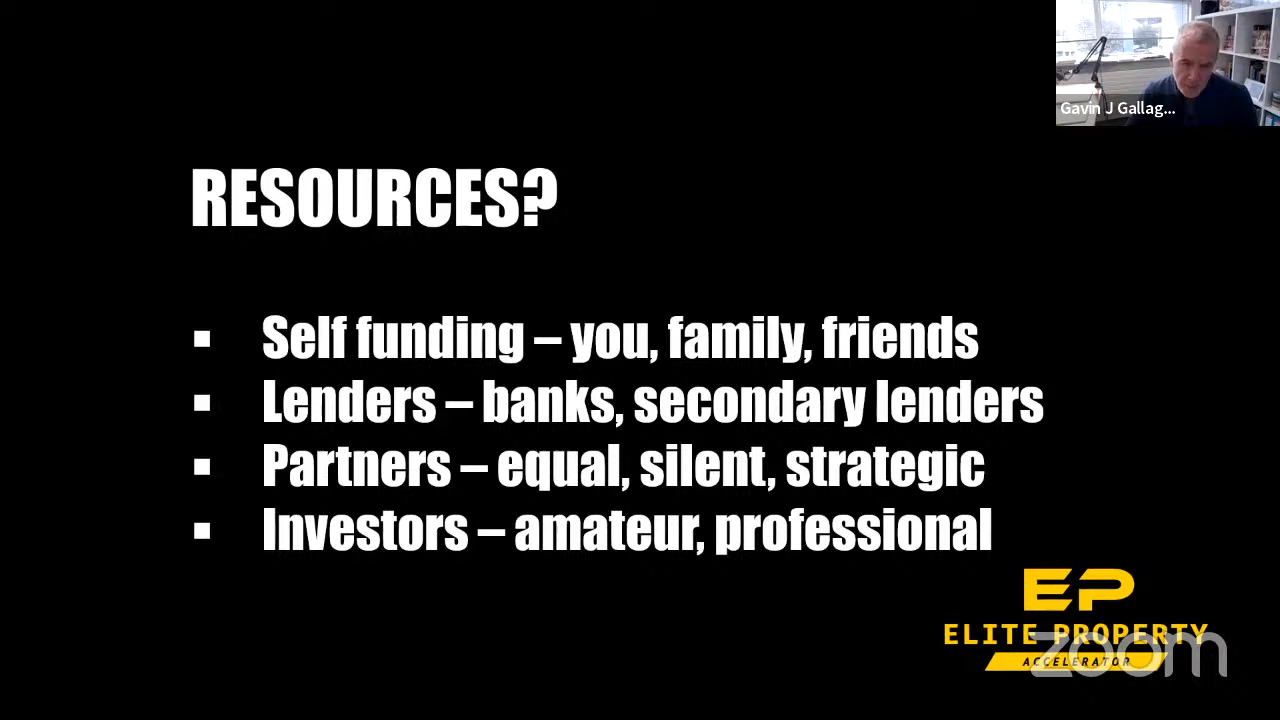 Gavin J Gallag...
RESOURCES?
▪ Self funding – you, family, friends
▪ Lenders – banks, secondary lenders
▪ Partners – equal, silent, strategic
▪ Investors – amateur, professional
EP
ELITE PROPERTY
ACCELERATOR
zoom